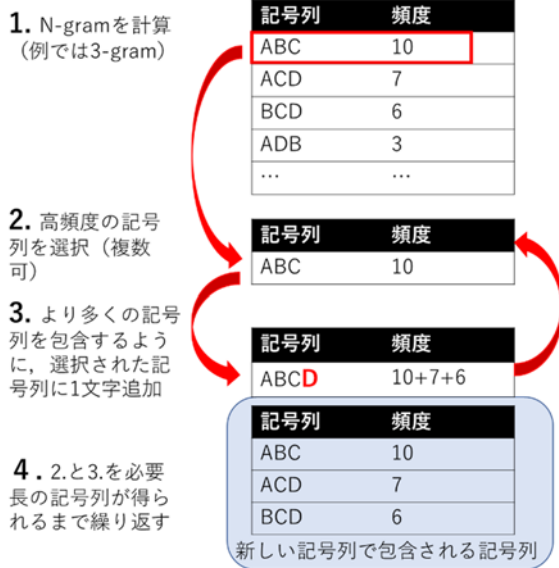 1. N-gramを計算
（例では3-gram）
記号列 頻度
ABC 10
ACD 7
BCD 6
ADB 3
… …
2. 高頻度の記号
列を選択（複数
可）
記号列 頻度
ABC 10
3. より多くの記号
列を包含するよう
に，選択された記
号列に1文字追加
記号列 頻度
ABCD 10+7+6
4．2.と3.を必要
長の記号列が得ら
れるまで繰り返す
記号列 頻度
ABC 10
ACD 7
BCD 6
新しい記号列で包含される記号列